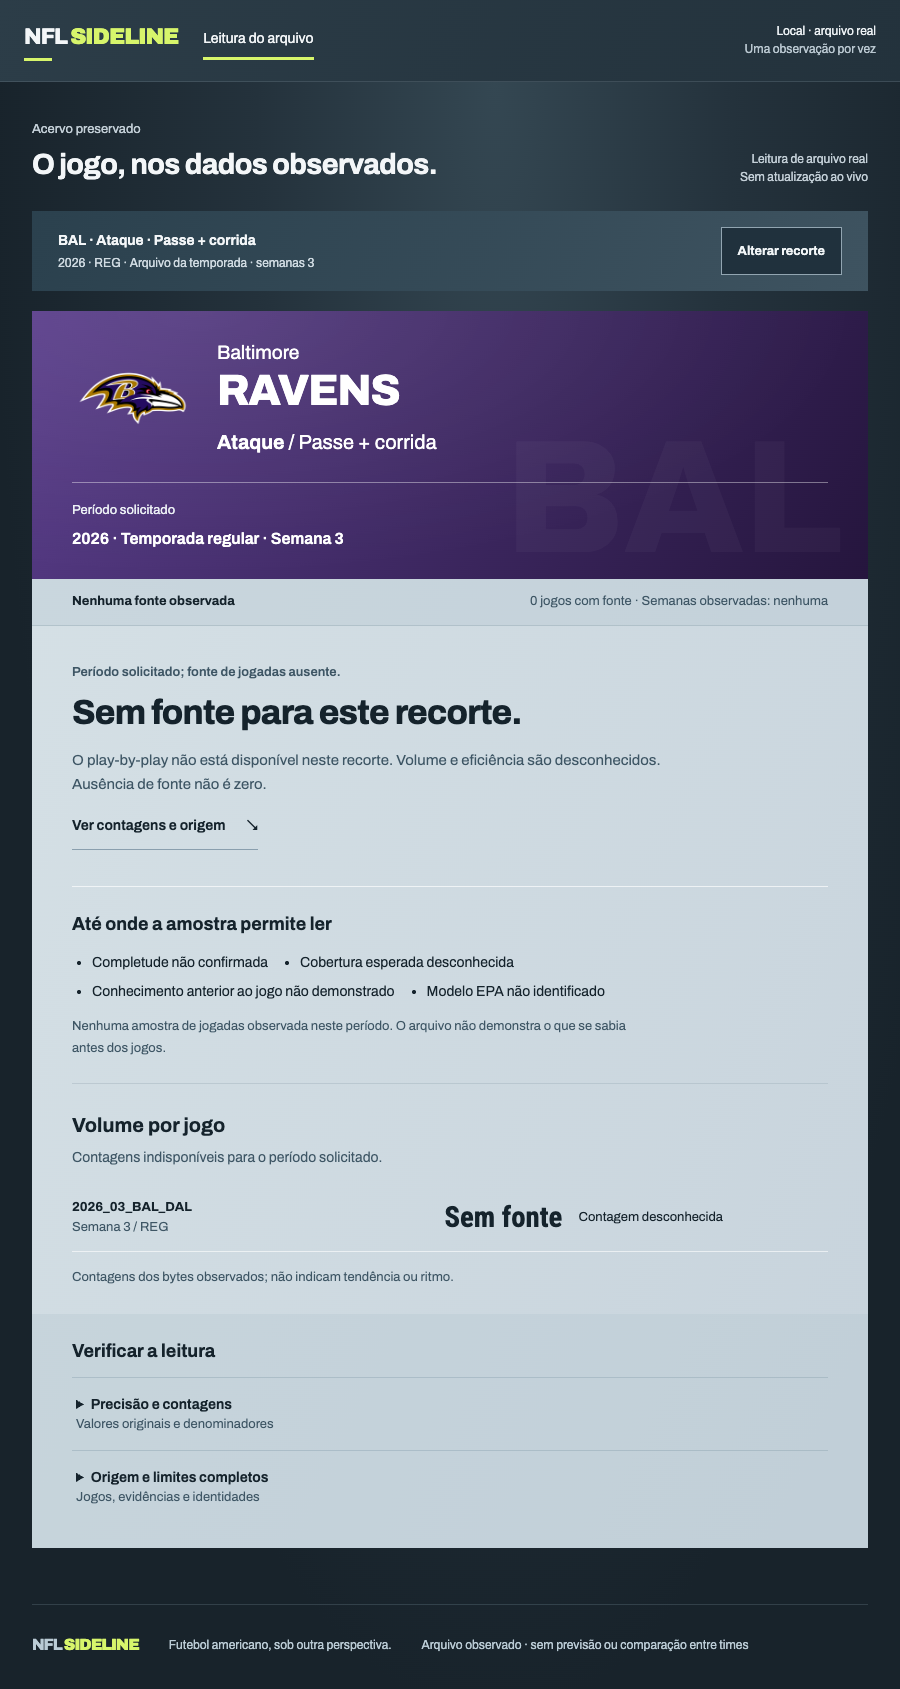 NFL SIDELINE
Leitura do arquivo
Local · arquivo real
Uma observação por vez
Acervo preservado
O jogo, nos dados observados.
Leitura de arquivo real
Sem atualização ao vivo
BAL · Ataque · Passe + corrida
2026 · REG · Arquivo da temporada · semanas 3
Alterar recorte
Baltimore
RAVENS
Ataque / Passe + corrida
BAL
Período solicitado
2026 · Temporada regular · Semana 3
Nenhuma fonte observada
0 jogos com fonte · Semanas observadas: nenhuma
Período solicitado; fonte de jogadas ausente.
Sem fonte para este recorte.
O play-by-play não está disponível neste recorte. Volume e eficiência são desconhecidos.
Ausência de fonte não é zero.
Ver contagens e origem ↘
Até onde a amostra permite ler
• Completude não confirmada • Cobertura esperada desconhecida
• Conhecimento anterior ao jogo não demonstrado • Modelo EPA não identificado
Nenhuma amostra de jogadas observada neste período. O arquivo não demonstra o que se sabia
antes dos jogos.
Volume por jogo
Contagens indisponíveis para o período solicitado.
2026_03_BAL_DAL
Semana 3 / REG
Sem fonte Contagem desconhecida
Contagens dos bytes observados; não indicam tendência ou ritmo.
Verificar a leitura
▶ Precisão e contagens
Valores originais e denominadores
▶ Origem e limites completos
Jogos, evidências e identidades
NFL SIDELINE
Futebol americano, sob outra perspectiva.
Arquivo observado · sem previsão ou comparação entre times